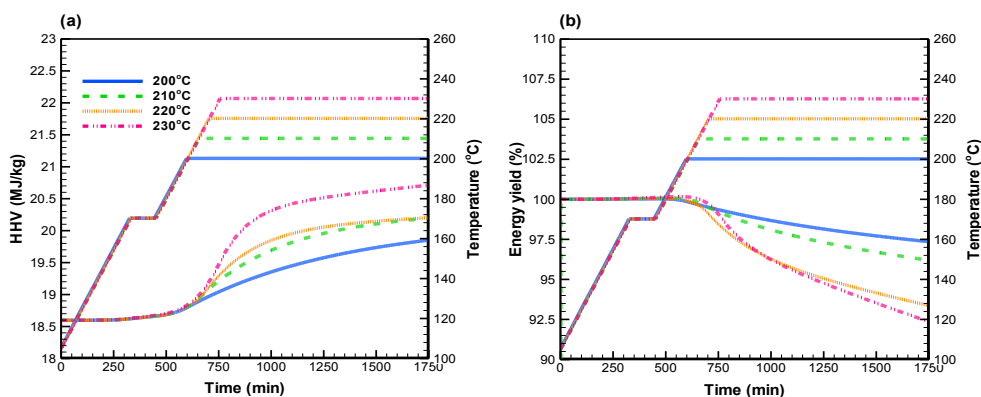 (a)
HHV (MJ/kg)
23
22.5
22
21.5
21
20.5
20
19.5
19
18.5
18
200°C
210°C
220°C
230°C
260
240
220
200
180
160
140
120
100
Temperature (°C)
0 250 500 750 1000 1250 1500 1750
Time (min)
(b)
Energy yield (%)
110
107.5
105
102.5
100
97.5
95
92.5
90
260
240
220
200
180
160
140
120
100
Temperature (°C)
0 250 500 750 1000 1250 1500 1750
Time (min)